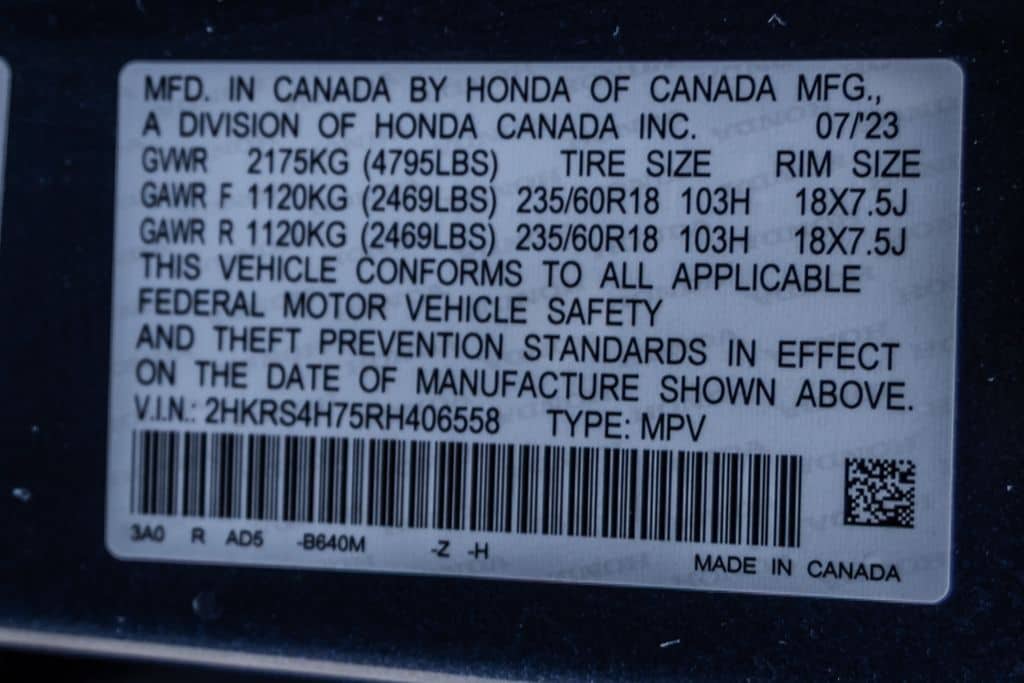 MFD. IN CANADA BY HONDA OF CANADA MFG.,
A DIVISION OF HONDA CANADA INC. 07/'23
GVWR 2175KG (4795LBS) TIRE SIZE RIM SIZE
GAWR F 1120KG (2469LBS) 235/60R18 103H 18X7.5J
GAWR R 1120KG (2469LBS) 235/60R18 103H 18X7.5J
THIS VEHICLE CONFORMS TO ALL APPLICABLE
FEDERAL MOTOR VEHICLE SAFETY
AND THEFT PREVENTION STANDARDS IN EFFECT
ON THE DATE OF MANUFACTURE SHOWN ABOVE.
V.I.N.: 2HKRS4H75RH406558 TYPE: MPV
3A0 R AD5 -B640M -Z -H
MADE IN CANADA